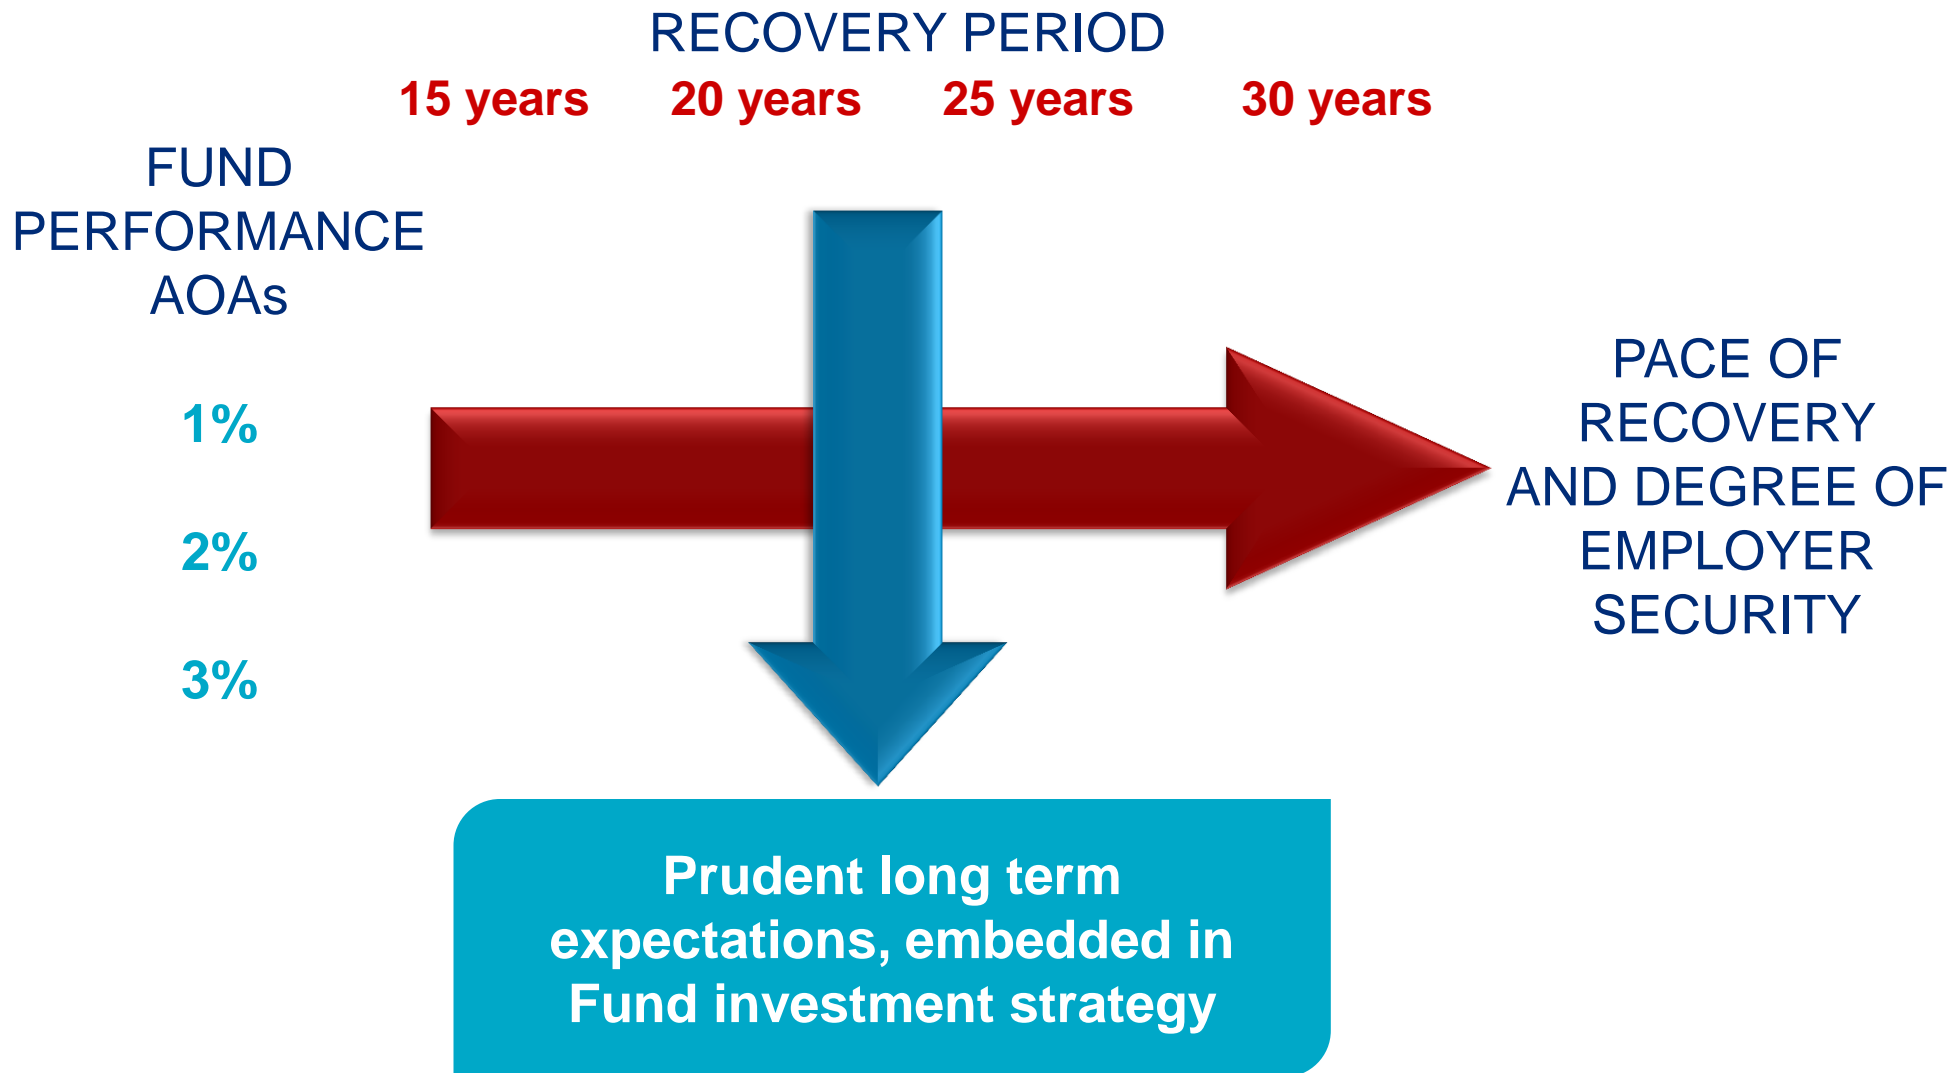 RECOVERY PERIOD
15 years 20 years 25 years 30 years
FUND
PERFORMANCE
AOAs
1%
2%
3%
PACE OF
RECOVERY
AND DEGREE OF
EMPLOYER
SECURITY
Prudent long term
expectations, embedded in
Fund investment strategy